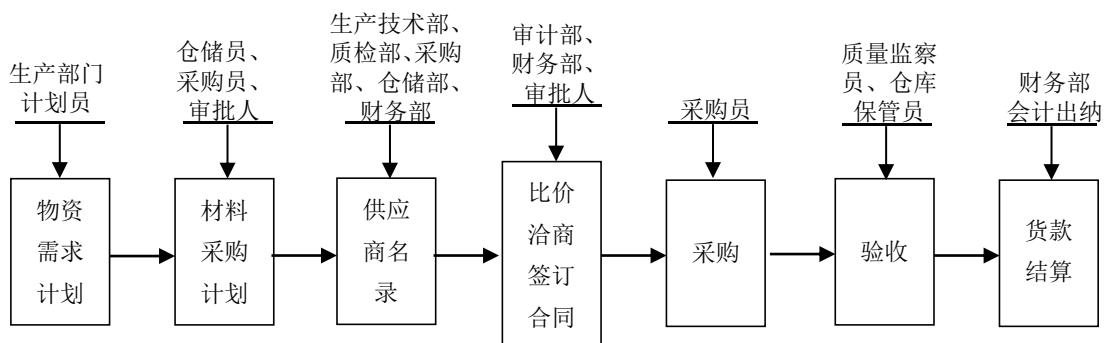 生产部门
计划员
仓储员、
采购员、
审批人
生产技术部、
质检部、采购
部、仓储部、
财务部
审计部、
财务部、
审批人
采购员
质量监察
员、仓库
保管员
财务部
会计出纳
物资
需求
计划
材料
采购
计划
供应
商名
录
比价
洽商
签订
合同
采购
验收
货款
结算